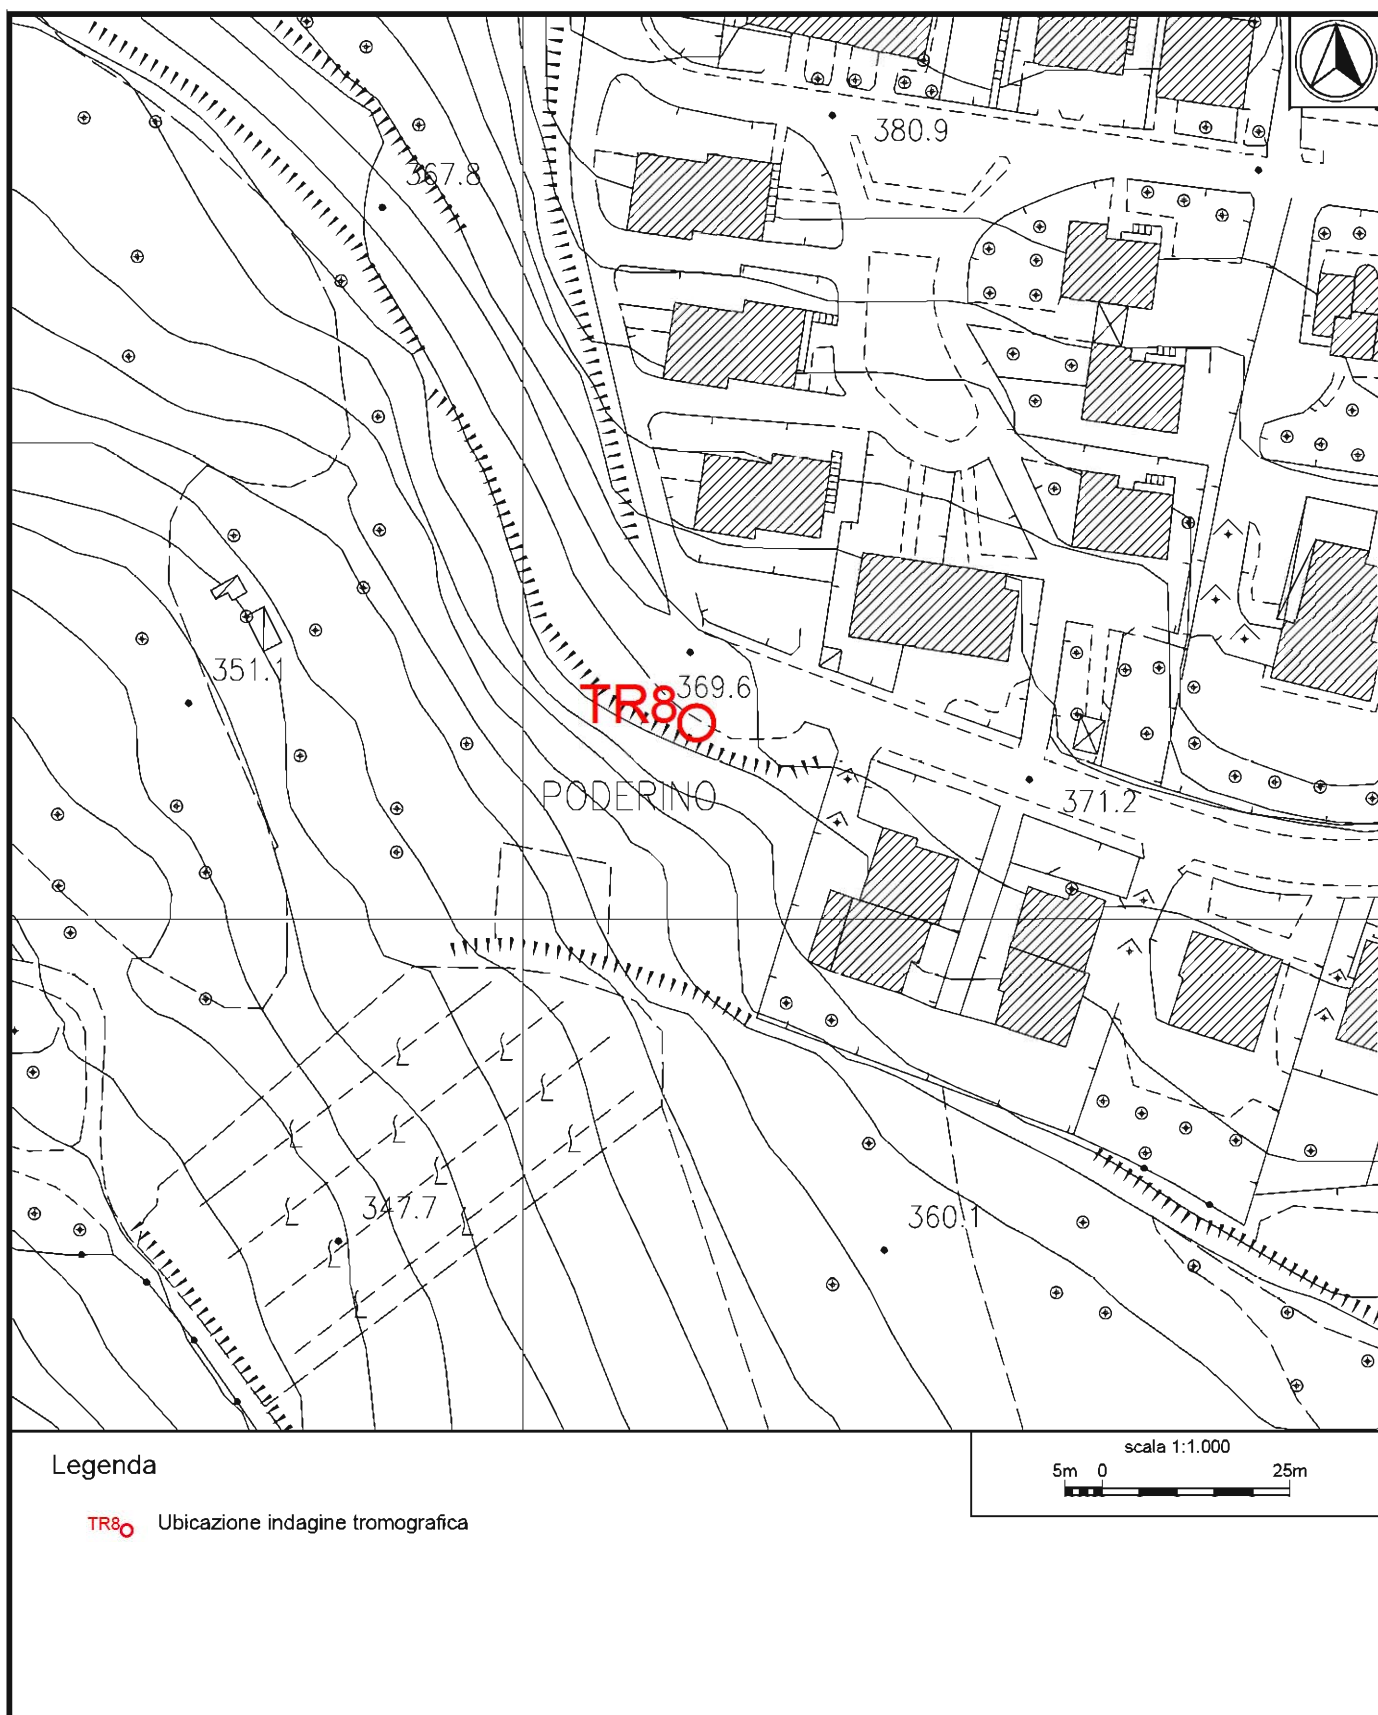 380.9
367.8
351.1
369.6
TR8
PODERINO
371.2
347.7
360.1
Legenda
TR8 Ubicazione indagine tromografica
scala 1:1.000
5m 0 25m